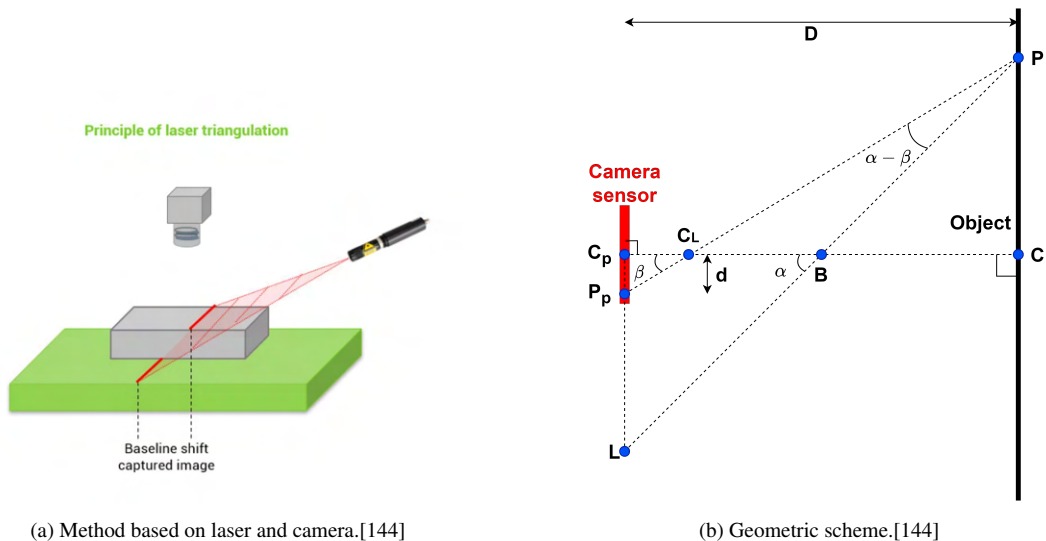 Principle of laser triangulation
Baseline shift
captured image
(a) Method based on laser and camera.[144]
D
P
α − β
Camera
sensor
Object
CL
Cp
β
d
α
B
C
Pp
L
(b) Geometric scheme.[144]